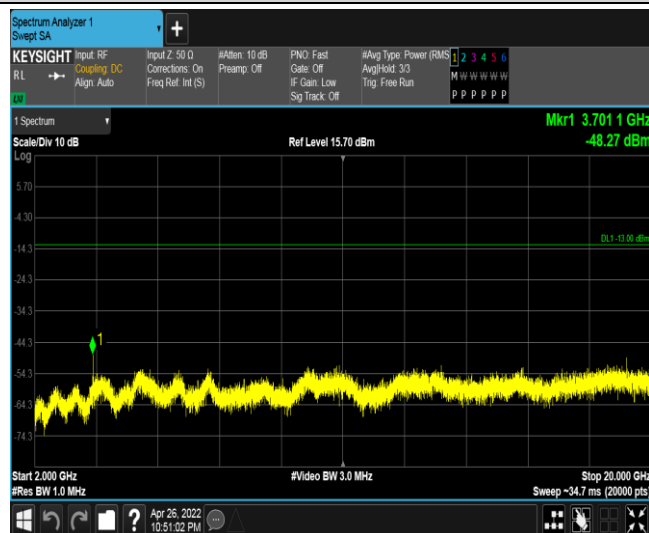 Spectrum Analyzer 1
Swept SA
KEYSIGHT
RL
Input: RF
Coupling: DC
Align: Auto
Input Z: 50 Ω
Corrections: On
Freq Ref: Int (S)
#Atten: 10 dB
Preamp: Off
PNO: Fast
Gate: Off
IF Gain: Low
Sig Track: Off
#Avg Type: Power (RMS
Avg|Hold: 3/3
Trig: Free Run
1 2 3 4 5 6
M W W W W W
P P P P P P
1 Spectrum
Mkr1 3.701 1 GHz
-48.27 dBm
Scale/Div 10 dB
Ref Level 15.70 dBm
Log
5.70
-4.30
DL1 -13.00 dBm
-14.3
-24.3
-34.3
-44.3
1
-54.3
-64.3
-74.3
Start 2.000 GHz
#Video BW 3.0 MHz
Stop 20.000 GHz
#Res BW 1.0 MHz
Sweep ~34.7 ms (20000 pts)
?
Apr 26, 2022
10:51:02 PM